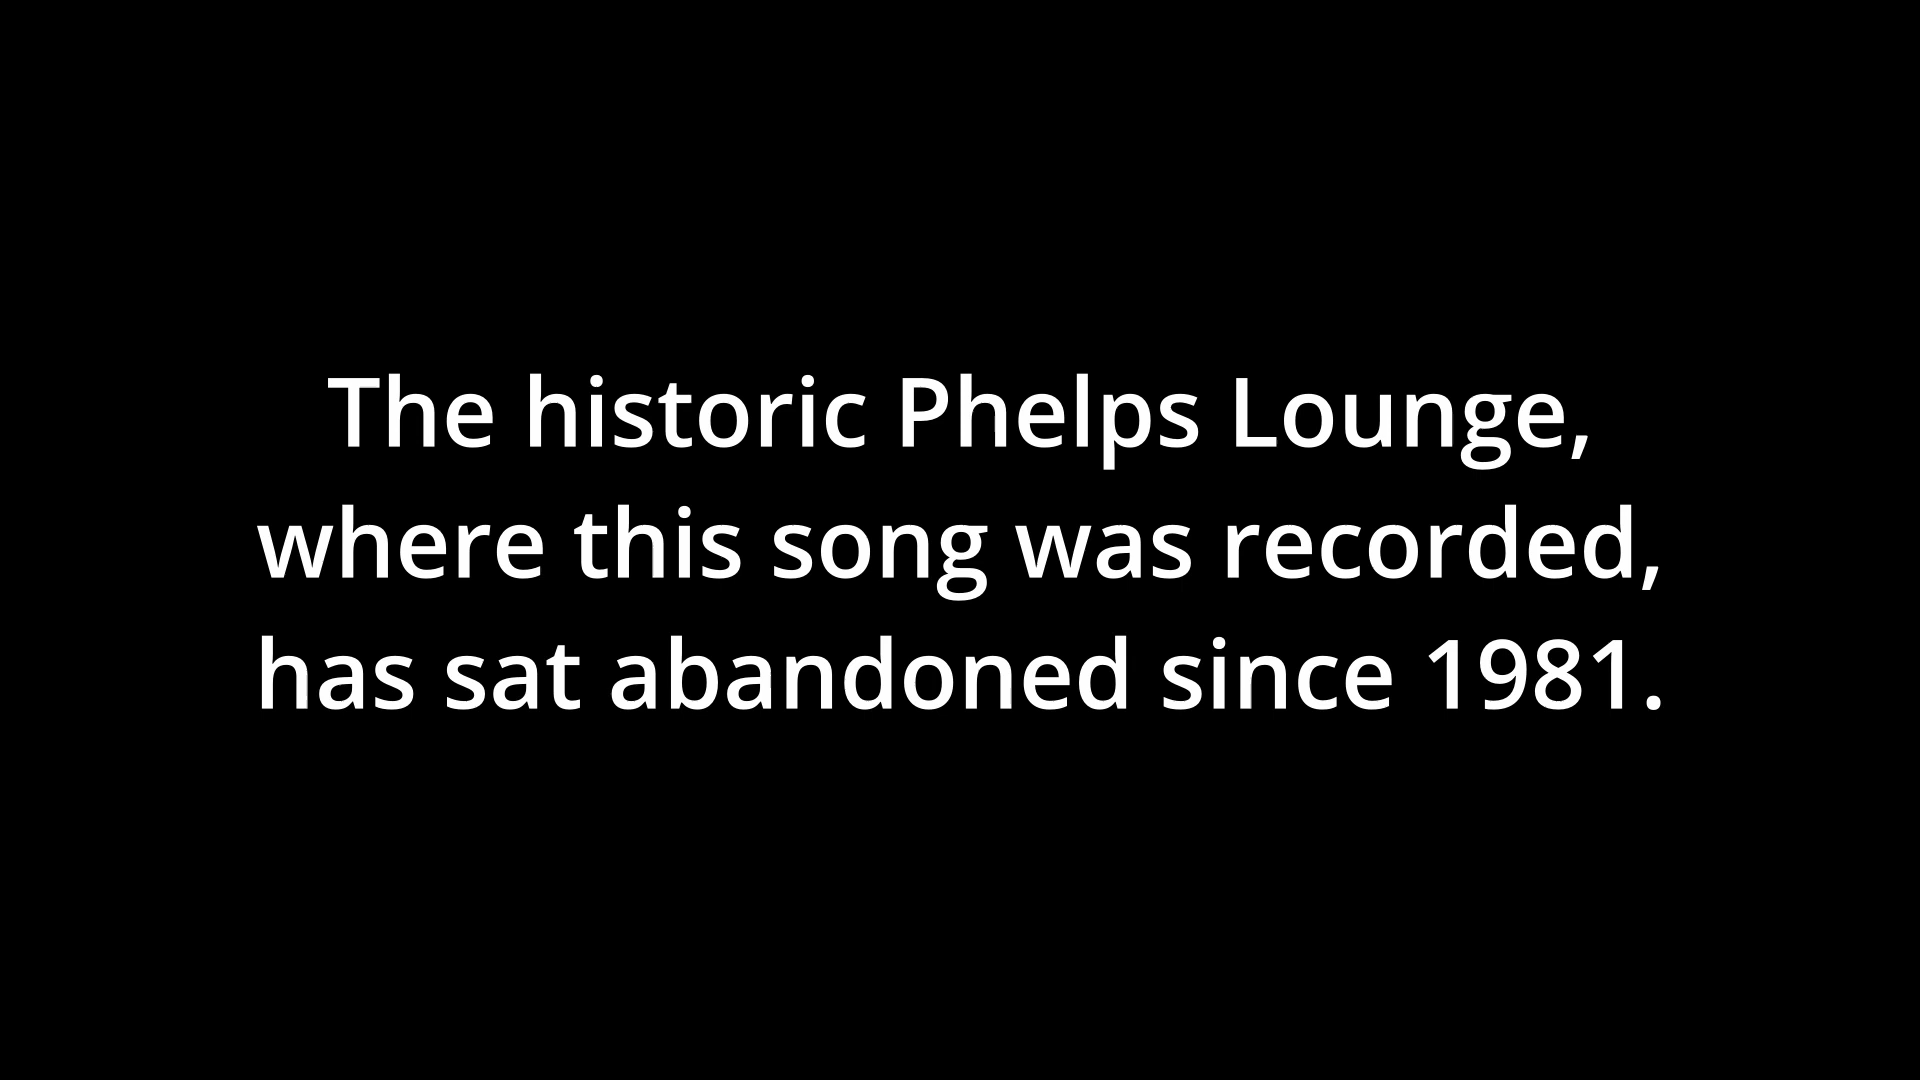 The historic Phelps Lounge,
where this song was recorded,
has sat abandoned since 1981.